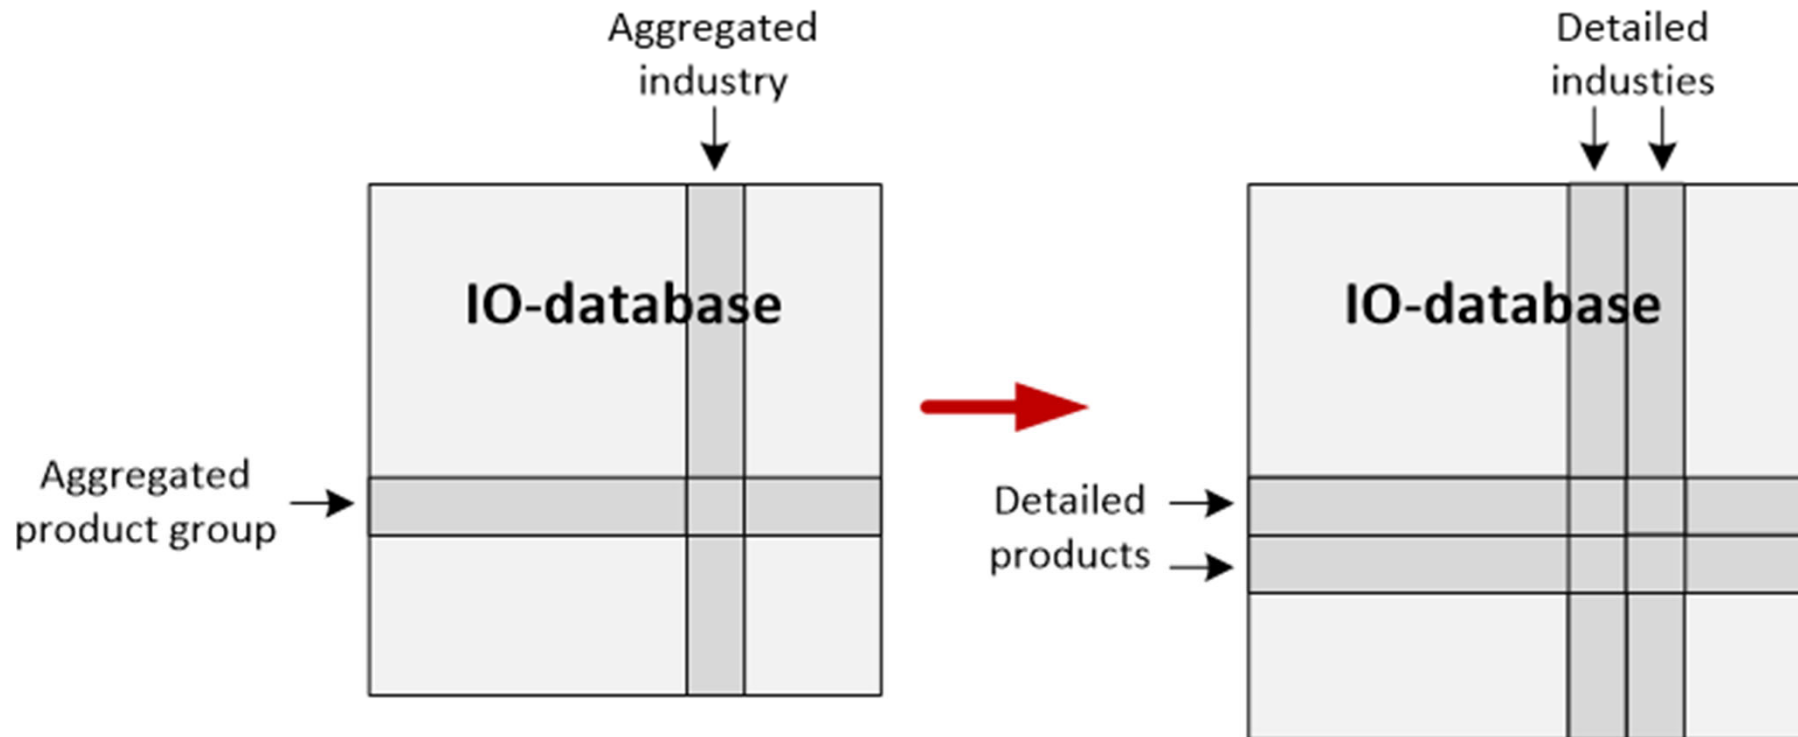 Aggregated
industry
IO-database
Aggregated
product group
Detailed
industies
IO-database
Detailed
products